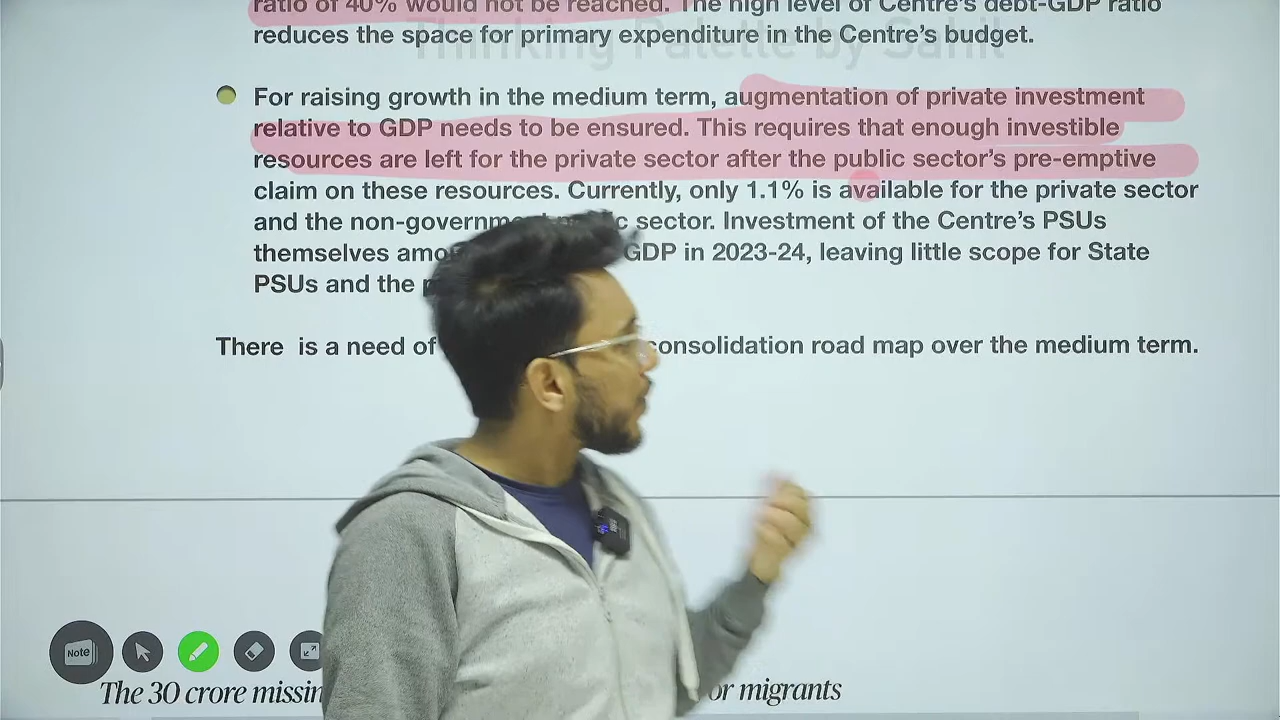 ratio of 40% would not be reached. The high level of Centre's debt-GDP ratio
reduces the space for primary expenditure in the Centre's budget.
Thinking Palette by Sahil
For raising growth in the medium term, augmentation of private investment
relative to GDP needs to be ensured. This requires that enough investible
resources are left for the private sector after the public sector's pre-emptive
claim on these resources. Currently, only 1.1% is available for the private sector
and the sector. Investment of the Centre's PSUs
themselves GDP in 2023-24, leaving little scope for State
PSUs and the
There is a need of consolidation road map over the medium term.
Note
The 30 crore or migrants